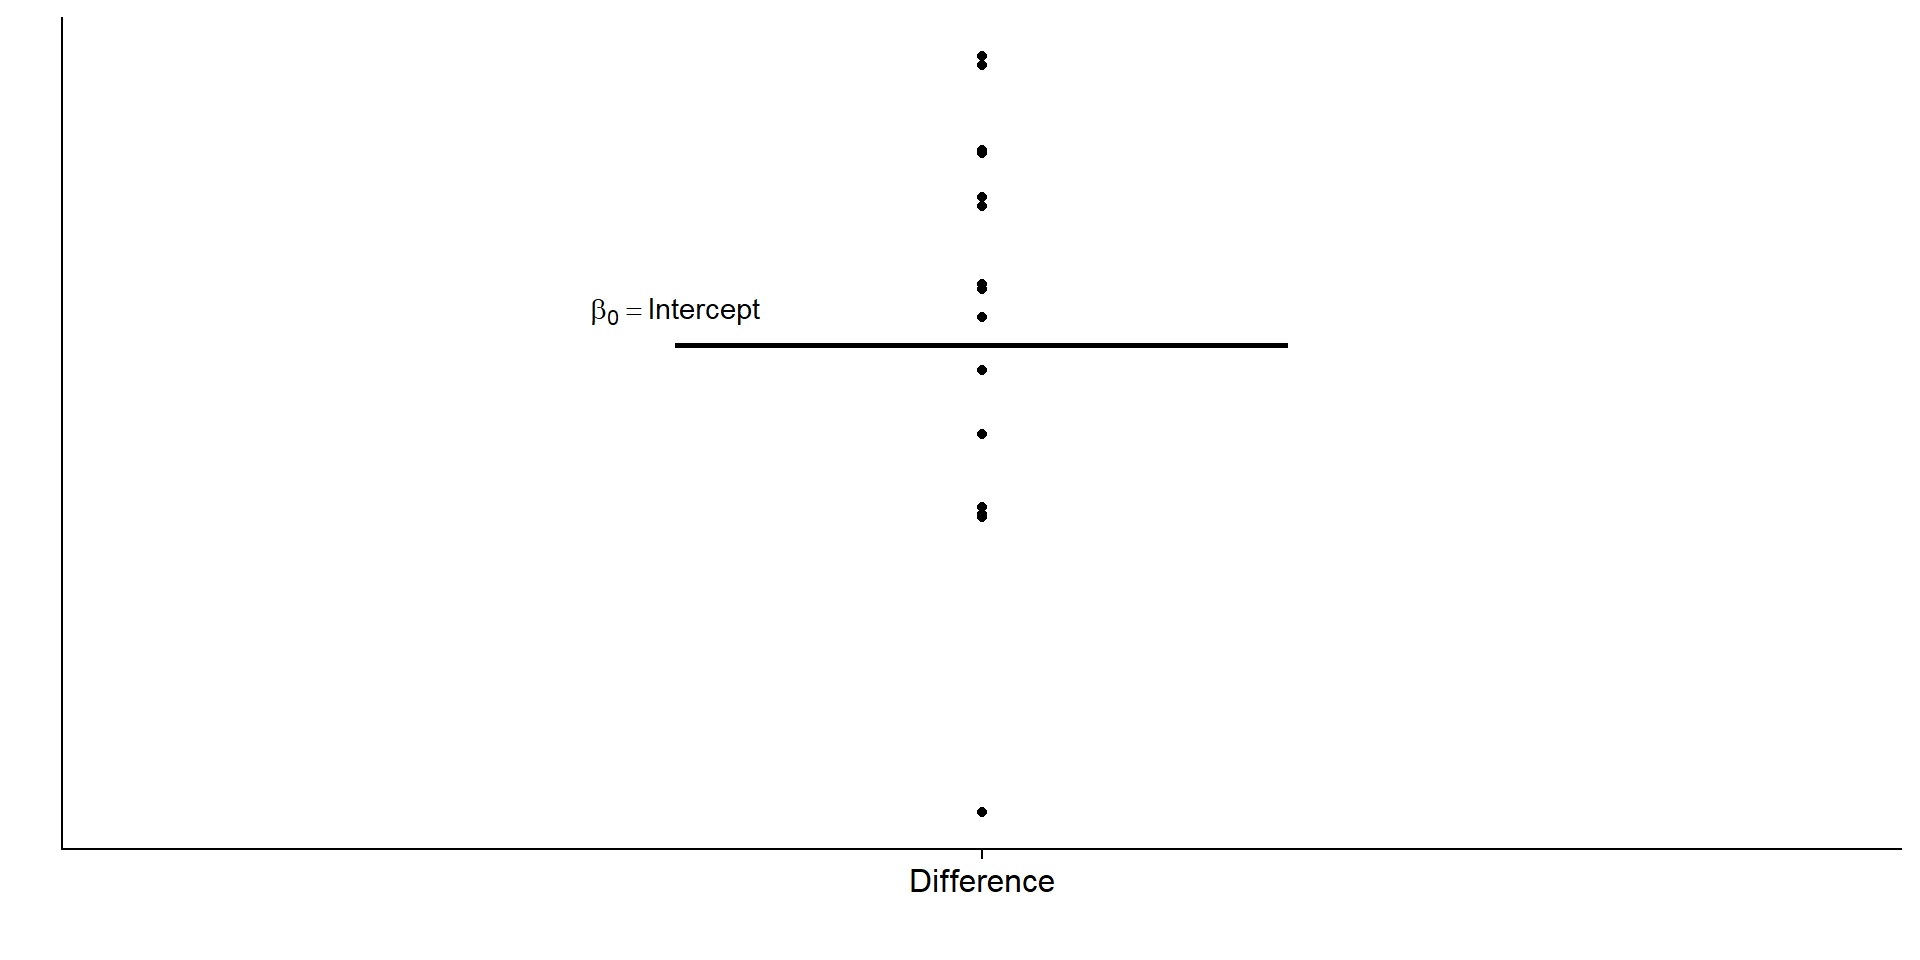 β₀ = Intercept
Difference